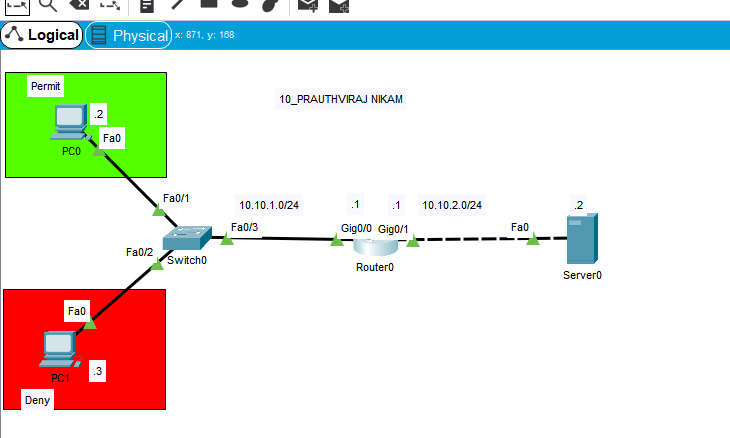 Logical
Physical
x: 871, y: 168
Permit
10_PRAUTHVIRAJ NIKAM
.2
Fa0
PC0
Fa0/1
10.10.1.0/24
.1
.1
10.10.2.0/24
.2
Fa0/3
Gig0/0
Gig0/1
Fa0
Fa0/2
Switch0
Router0
Server0
Fa0
PC1
.3
Deny